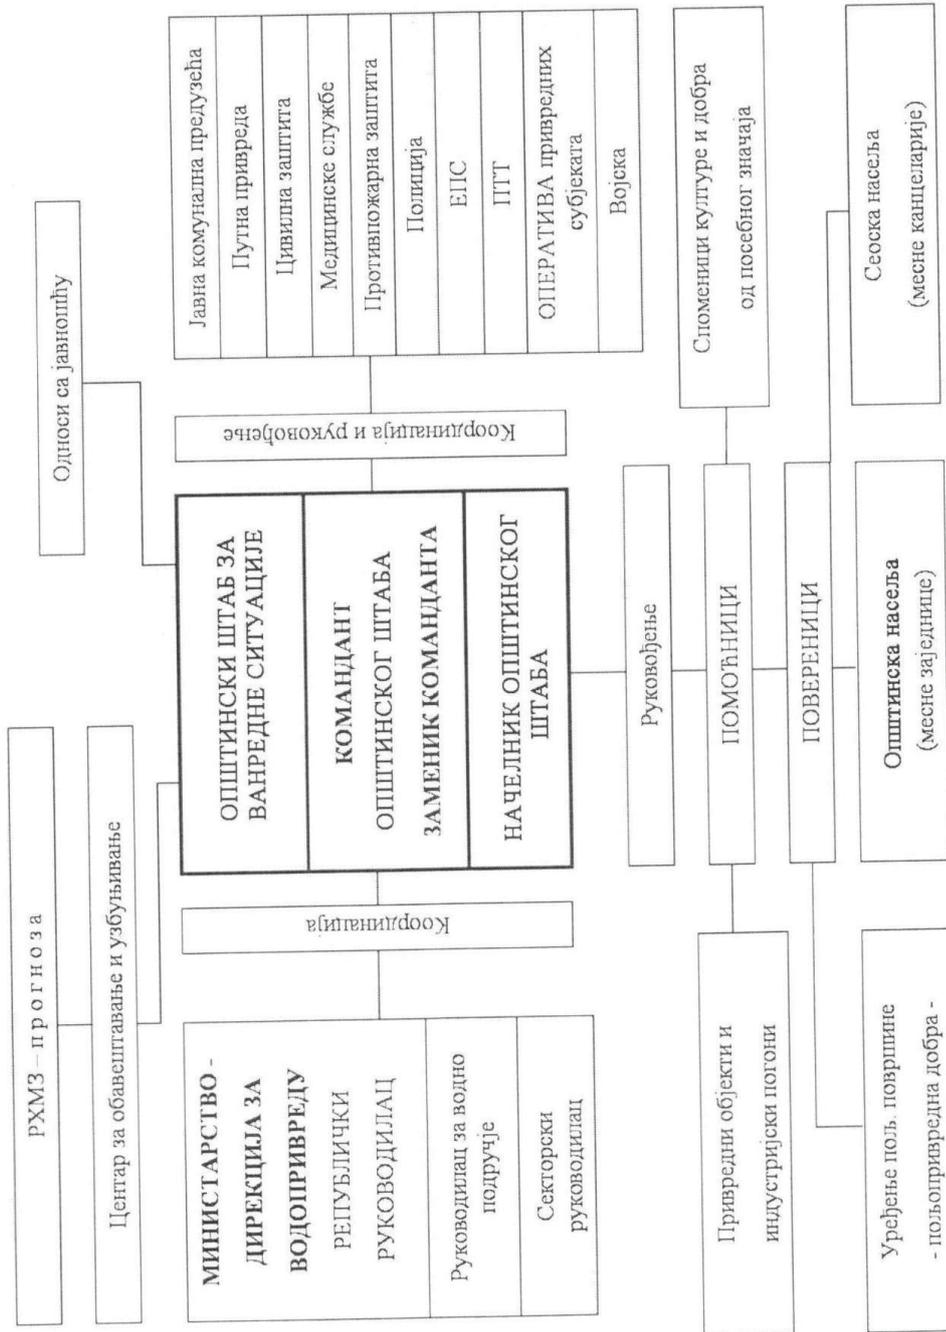 РХМЗ – п р о г н о з а
Центар за обавештавање и узбуњивање
Односи са јавношћу
МИНИСТАРСТВО -
ДИРЕКЦИЈА ЗА
ВОДОПРИВРЕДУ
РЕПУБЛИЧКИ
РУКОВОДИЛАЦ
Руководилац за водно
подручје
Секторски
руководилац
Координација
ОПШТИНСКИ ШТАБ ЗА
ВАНРЕДНЕ СИТУАЦИЈЕ
КОМАНДАНТ
ОПШТИНСКОГ ШТАБА
ЗАМЕНИК КОМАНДАНТА
НАЧЕЛНИК ОПШТИНСКОГ
ШТАБА
Координација и руковођење
Јавна комунална предузећа
Путна привреда
Цивилна заштита
Медицинске службе
Противпожарна заштита
Полиција
ЕПС
ПТТ
ОПЕРАТИВА привредних
субјеката
Војска
Руковођење
Привредни објекти и
индустријски погони
ПОМОЋНИЦИ
Споменици културе и добра
од посебног значаја
ПОВЕРЕНИЦИ
Уређење пољ. површине
- пољопривредна добра -
Општинска насеља
(месне заједнице)
Сеоска насеља
(месне канцеларије)